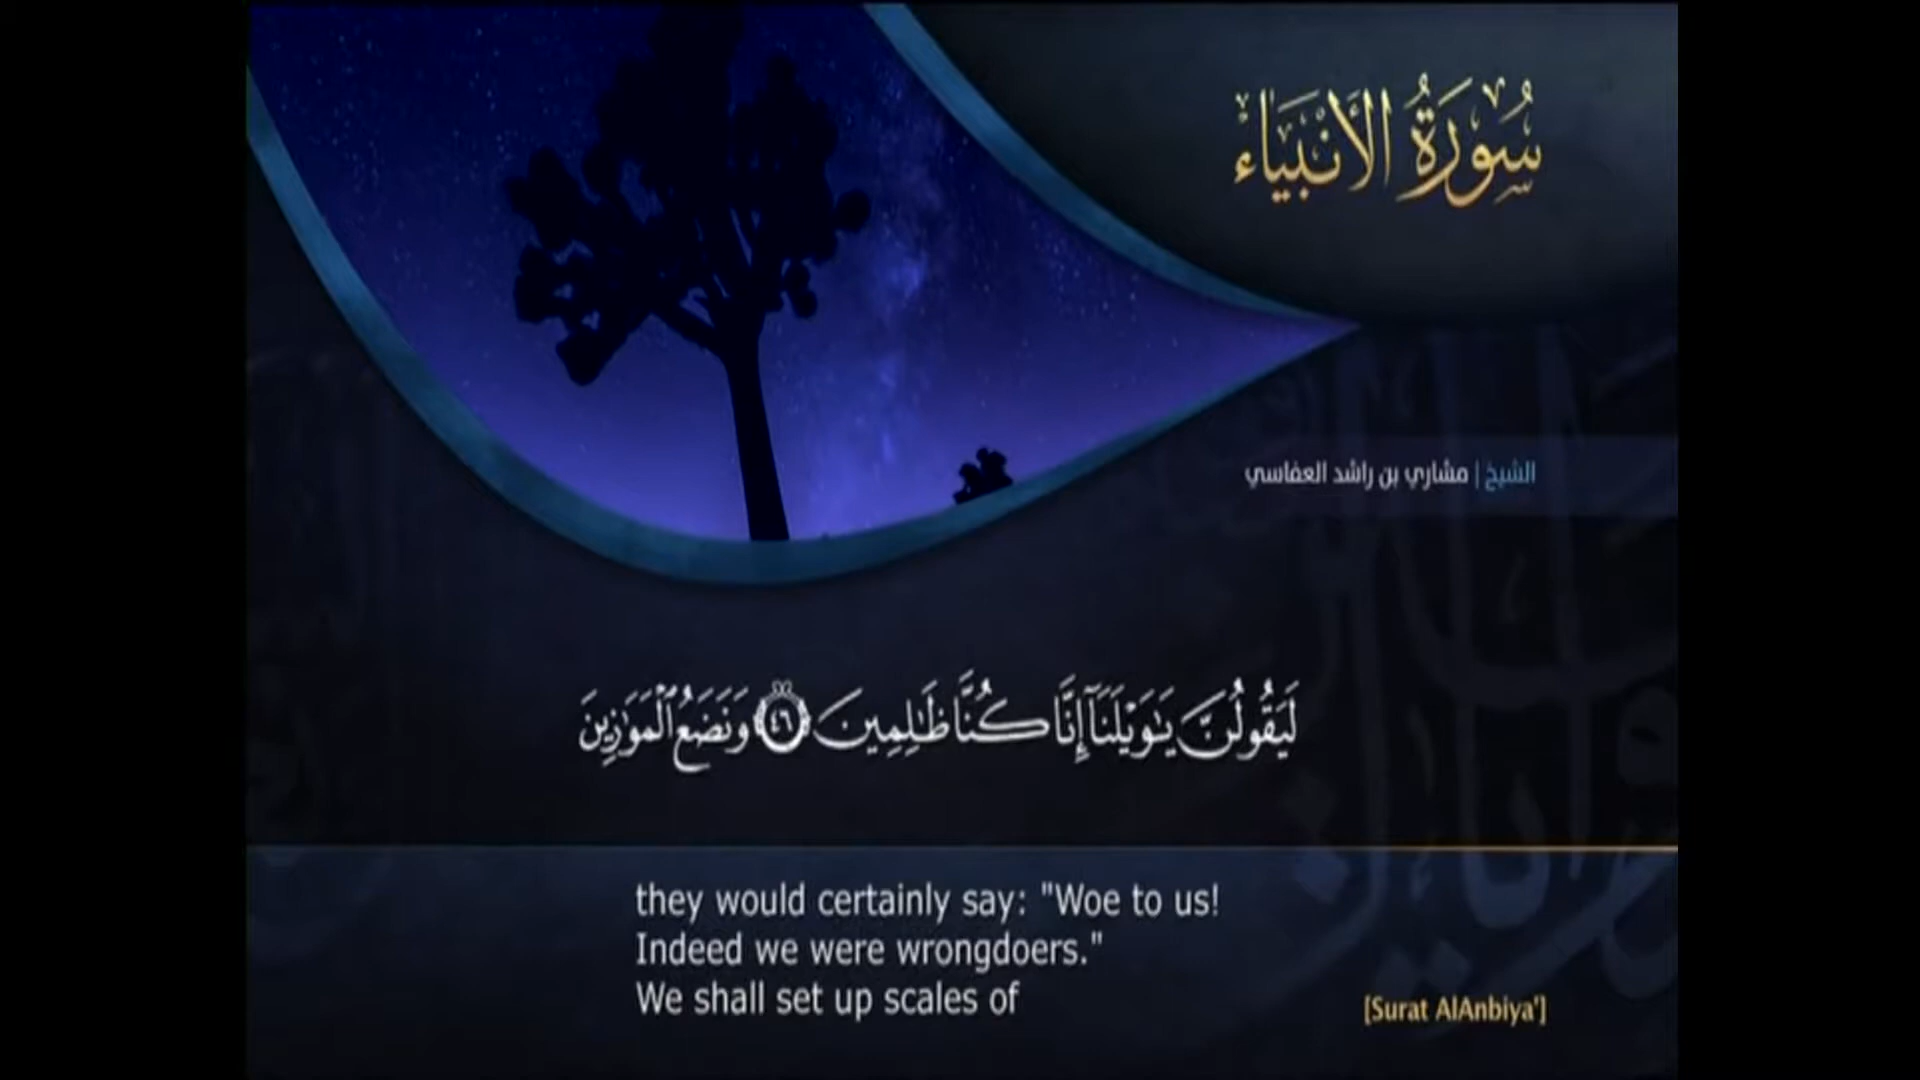 سُورَةُ الأَنْبِيَاء
الشيخ | مشاري بن راشد العفاسي
لَيَقُولُنَّ يَٰوَيْلَنَآ إِنَّا كُنَّا ظَٰلِمِينَ ٤٦ وَنَضَعُ ٱلْمَوَٰزِينَ
they would certainly say: "Woe to us!
Indeed we were wrongdoers."
We shall set up scales of
[Surat AlAnbiya']